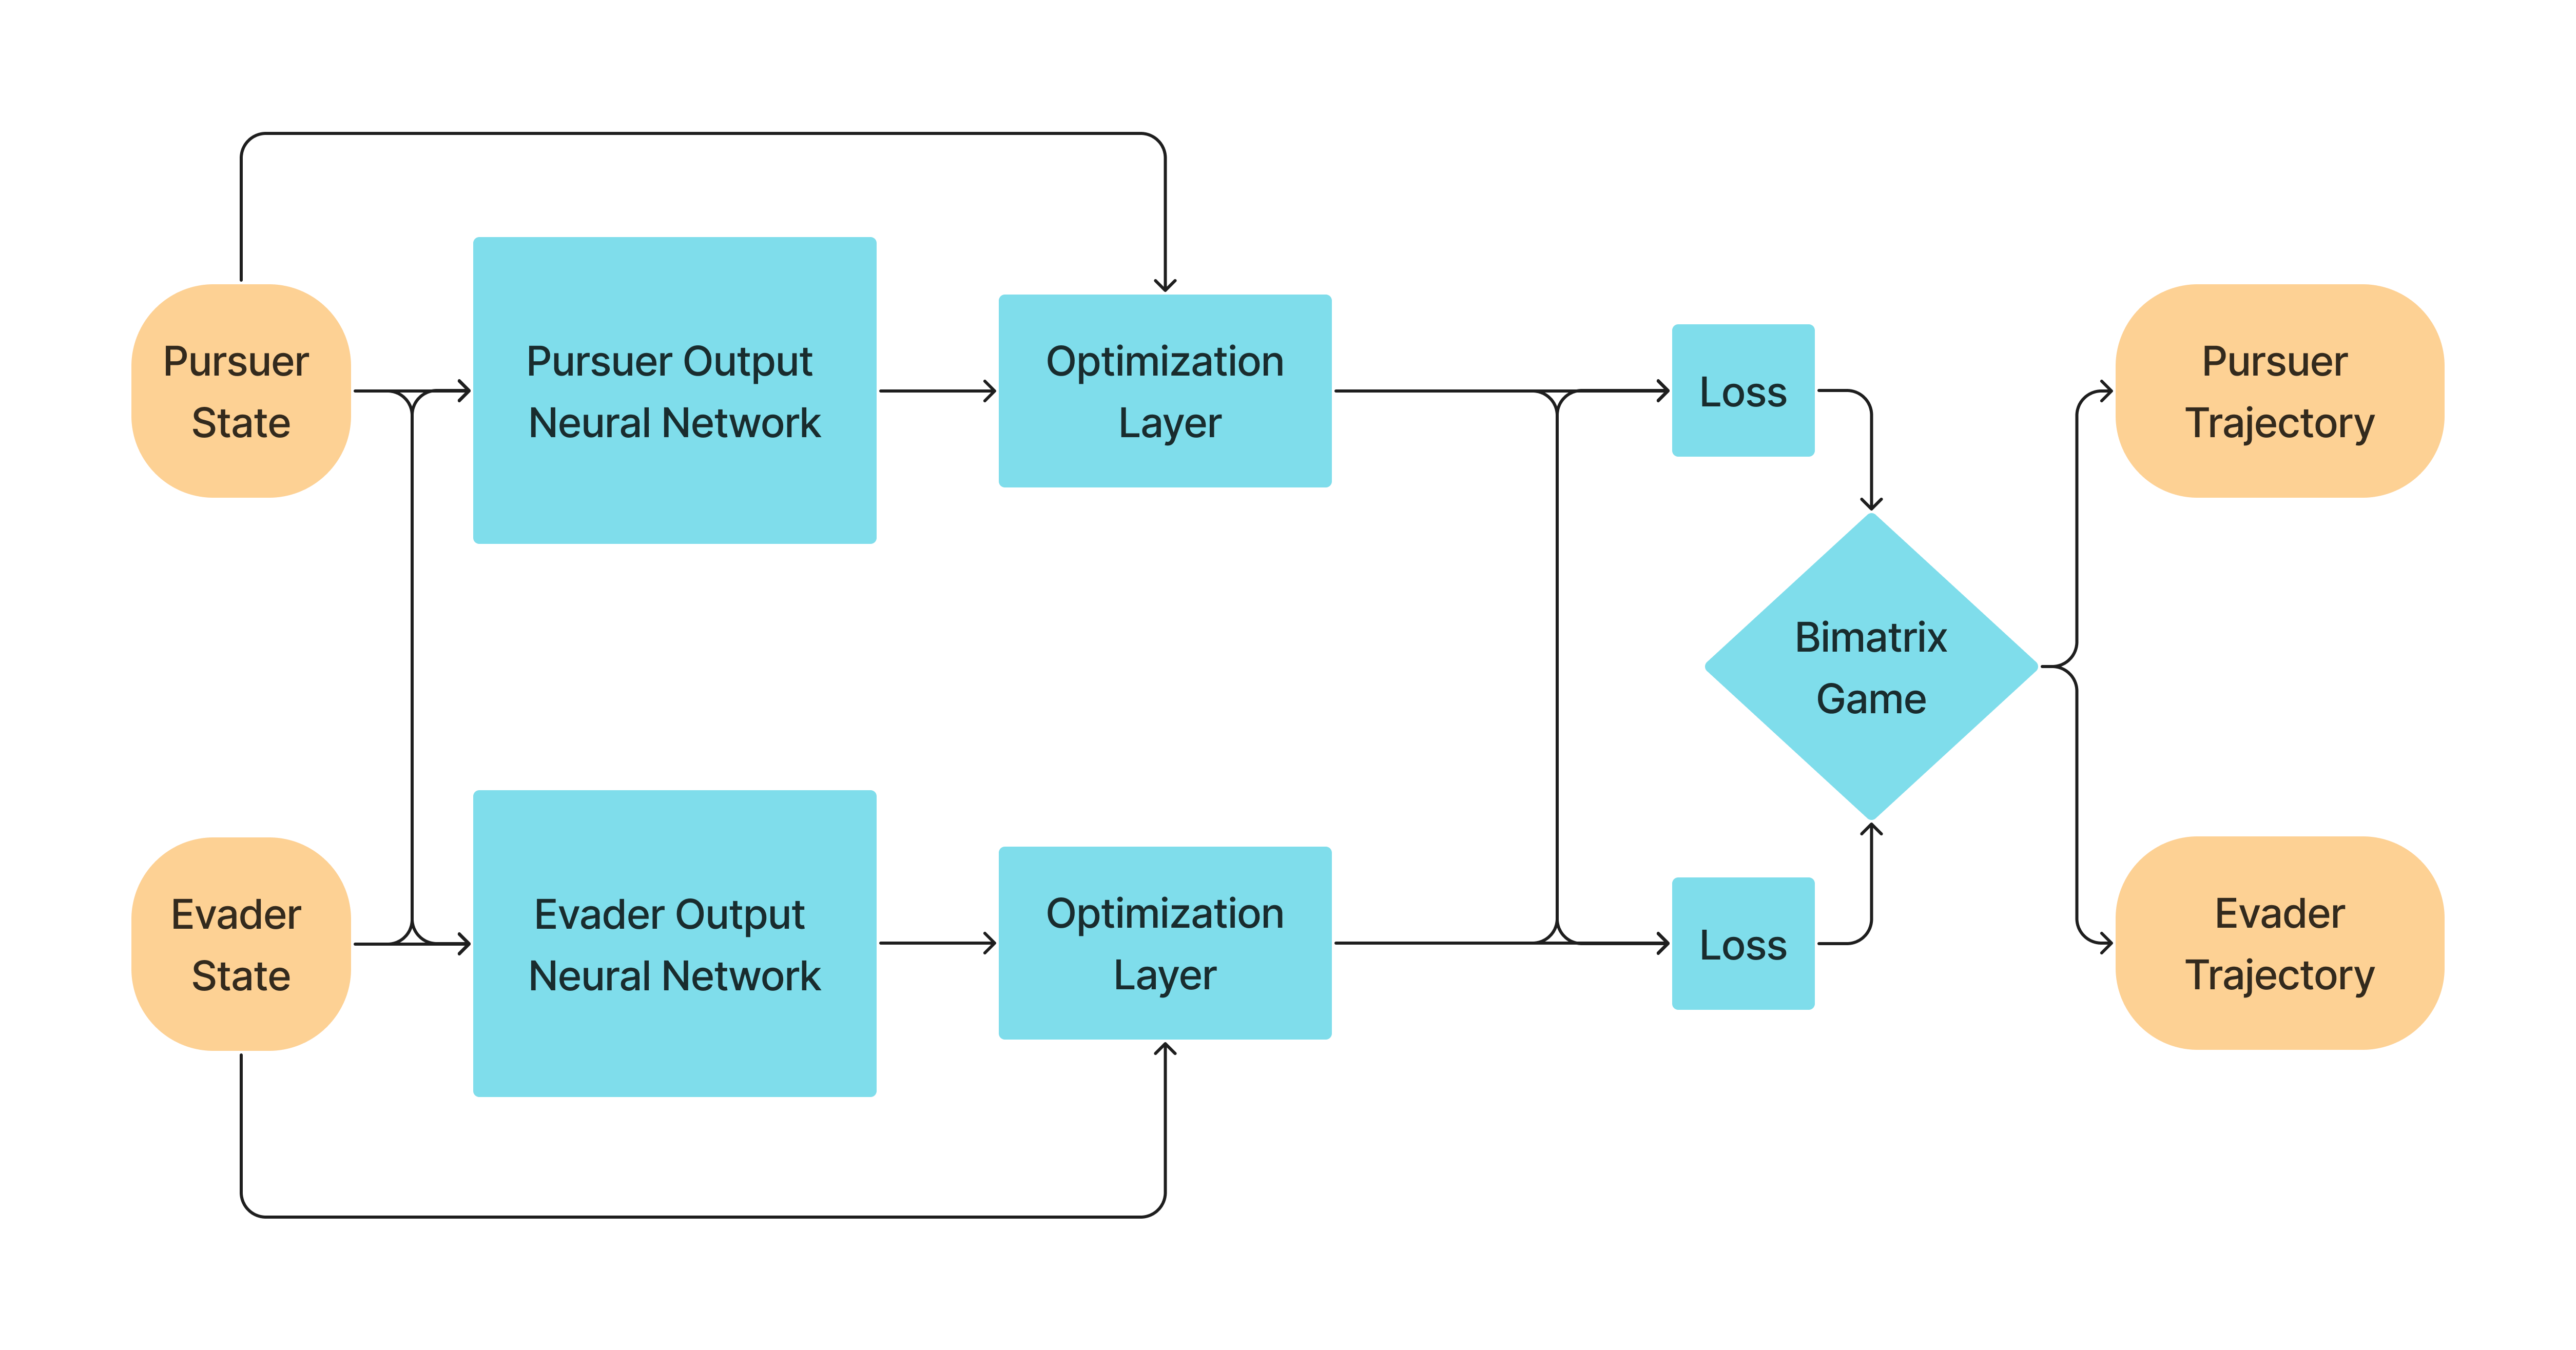 Pursuer
State
Pursuer Output
Neural Network
Optimization
Layer
Loss
Pursuer
Trajectory
Bimatrix
Game
Evader
State
Evader Output
Neural Network
Optimization
Layer
Loss
Evader
Trajectory